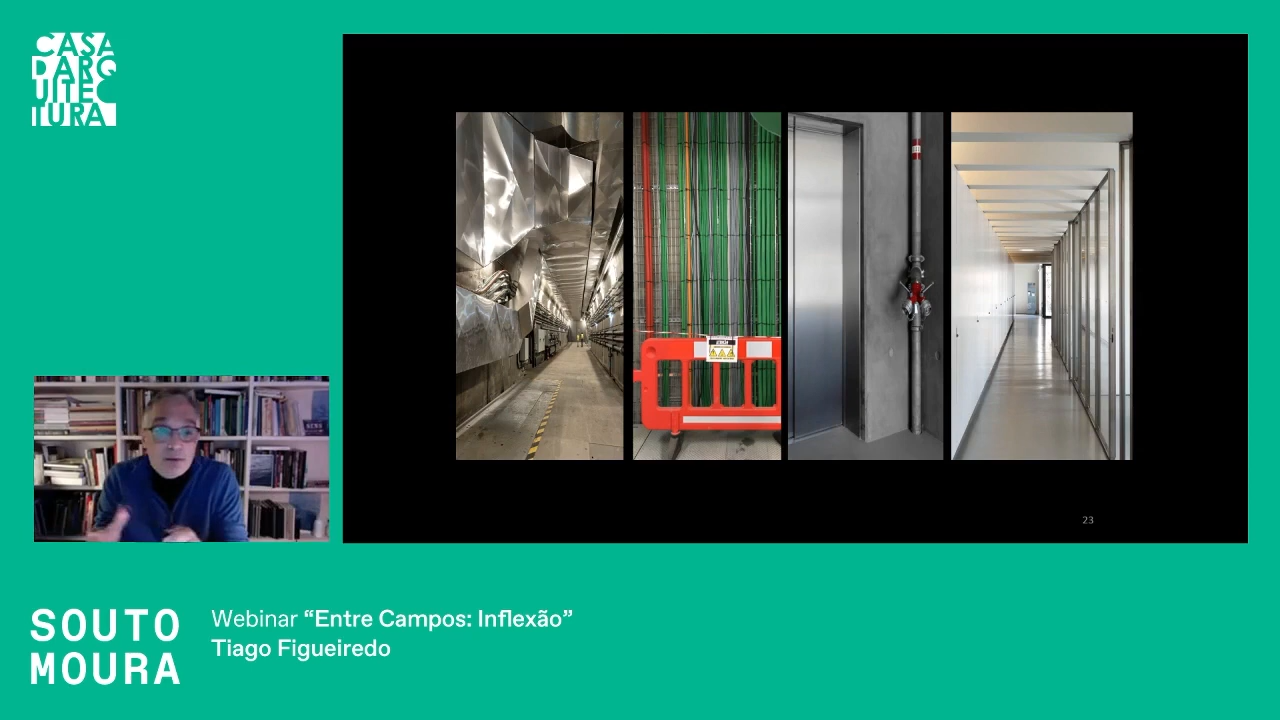 CASA
DARQ
UITEC
TURA
23
SOUTO
MOURA
Webinar “Entre Campos: Inflexão”
Tiago Figueiredo